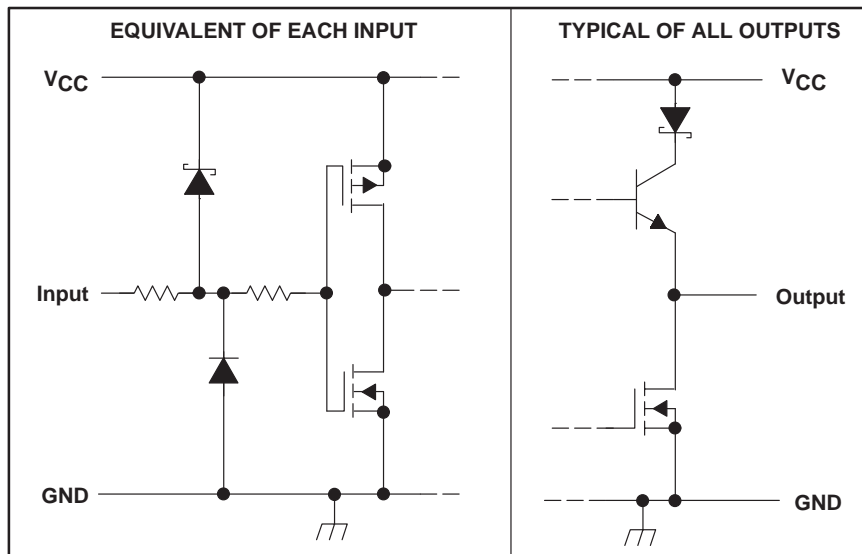 EQUIVALENT OF EACH INPUT
VCC
Input
GND
TYPICAL OF ALL OUTPUTS
VCC
Output
GND